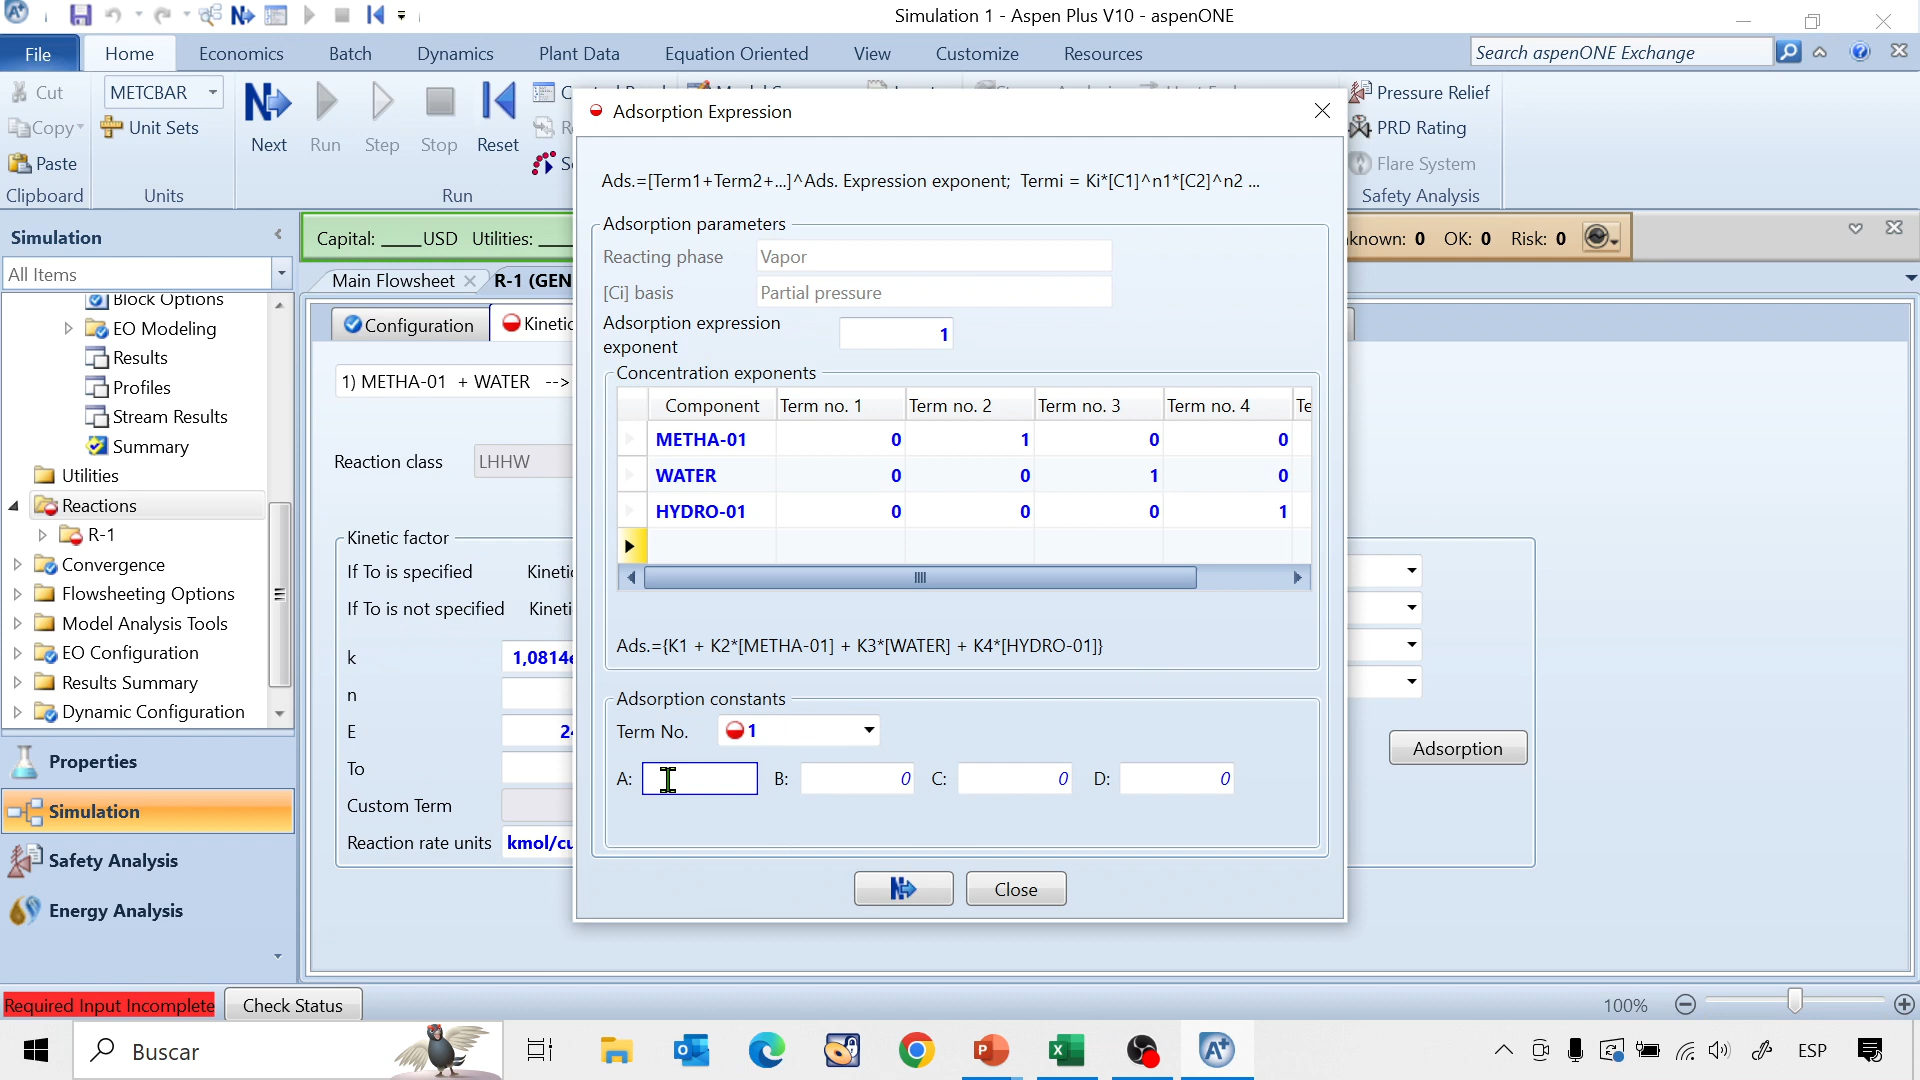 Simulation 1 - Aspen Plus V10 - aspenONE
File Home Economics Batch Dynamics Plant Data Equation Oriented View Customize Resources Search aspenONE Exchange
Cut METCBAR Pressure Relief
Copy Unit Sets PRD Rating
Paste Next Run Step Stop Reset Flare System
Clipboard Units Run Safety Analysis
Simulation
Capital: ____USD Utilities:
OK: 0 Risk: 0
All Items
Main Flowsheet
R-1 (GEN
Block Options
EO Modeling
Results
Profiles
Stream Results
Summary
Utilities
Reactions
R-1
Convergence
Flowsheeting Options
Model Analysis Tools
EO Configuration
Results Summary
Dynamic Configuration
Properties
Simulation
Safety Analysis
Energy Analysis
Configuration
Kinetic
1) METHA-01 + WATER -->
Reaction class LHHW
Kinetic factor
If To is specified Kineti
If To is not specified Kineti
k 1,0814e
n
E 24
To
Custom Term
Reaction rate units kmol/cu
Adsorption
Adsorption Expression
Ads.=[Term1+Term2+...]^Ads. Expression exponent; Termi = Ki*[C1]^n1*[C2]^n2 ...
Adsorption parameters
Reacting phase Vapor
[Ci] basis Partial pressure
Adsorption expression
exponent
1
Concentration exponents
Component Term no. 1 Term no. 2 Term no. 3 Term no. 4 Te
METHA-01 0 1 0 0
WATER 0 0 1 0
HYDRO-01 0 0 0 1
Ads.={K1 + K2*[METHA-01] + K3*[WATER] + K4*[HYDRO-01]}
Adsorption constants
Term No. 1
A: B: 0 C: 0 D: 0
Close
Required Input Incomplete Check Status 100%
Buscar ESP